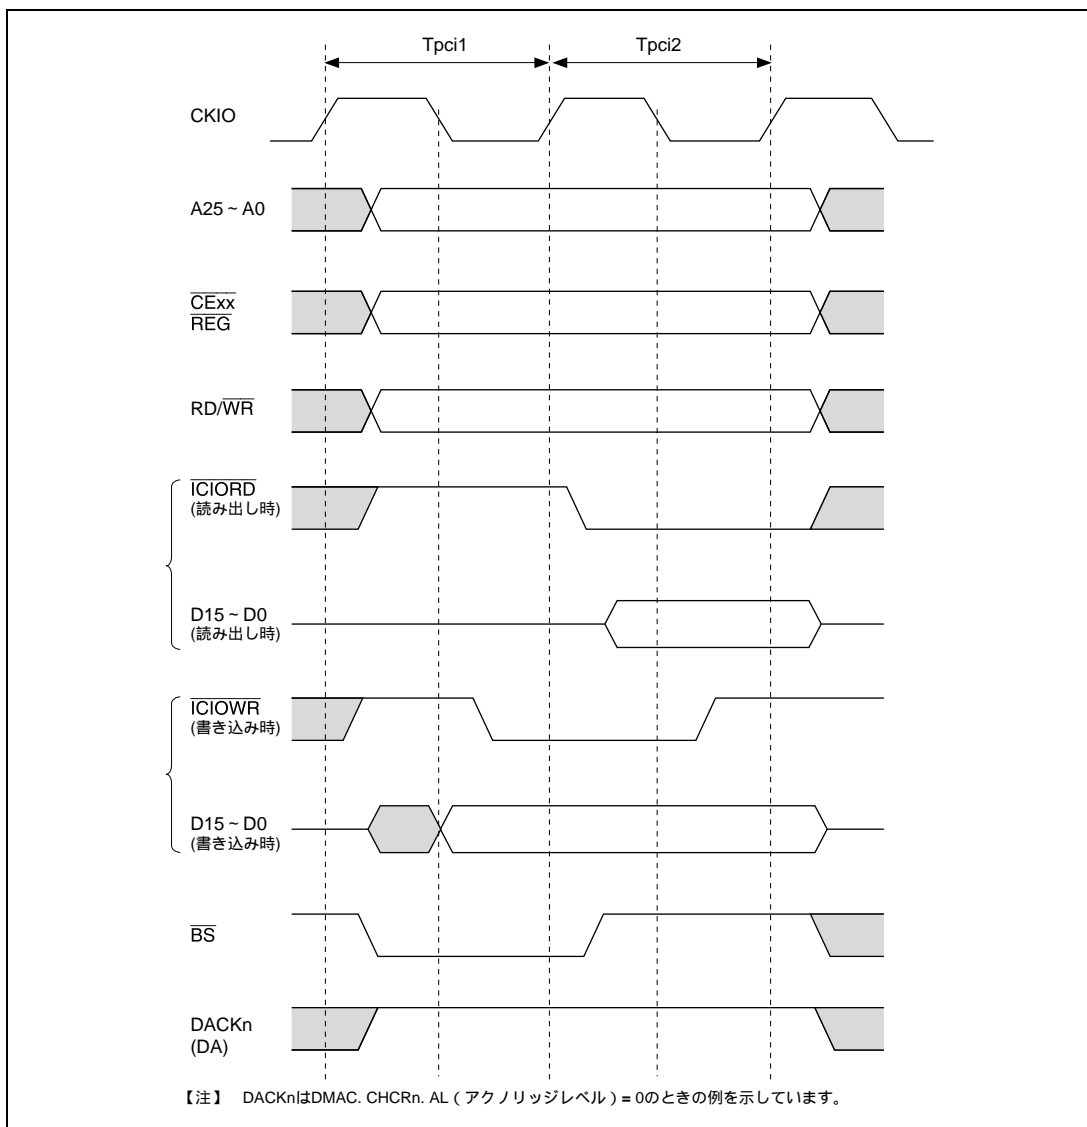 Tpci1 Tpci2
CKIO
A25 ~ A0
CExx
REG
RD/WR
ICIORD
(読み出し時)
D15 ~ D0
(読み出し時)
ICIOWR
(書き込み時)
D15 ~ D0
(書き込み時)
BS
DACKn
(DA)
【注】 DACKnはDMAC. CHCRn. AL(アクノリッジレベル)= 0のときの例を示しています。